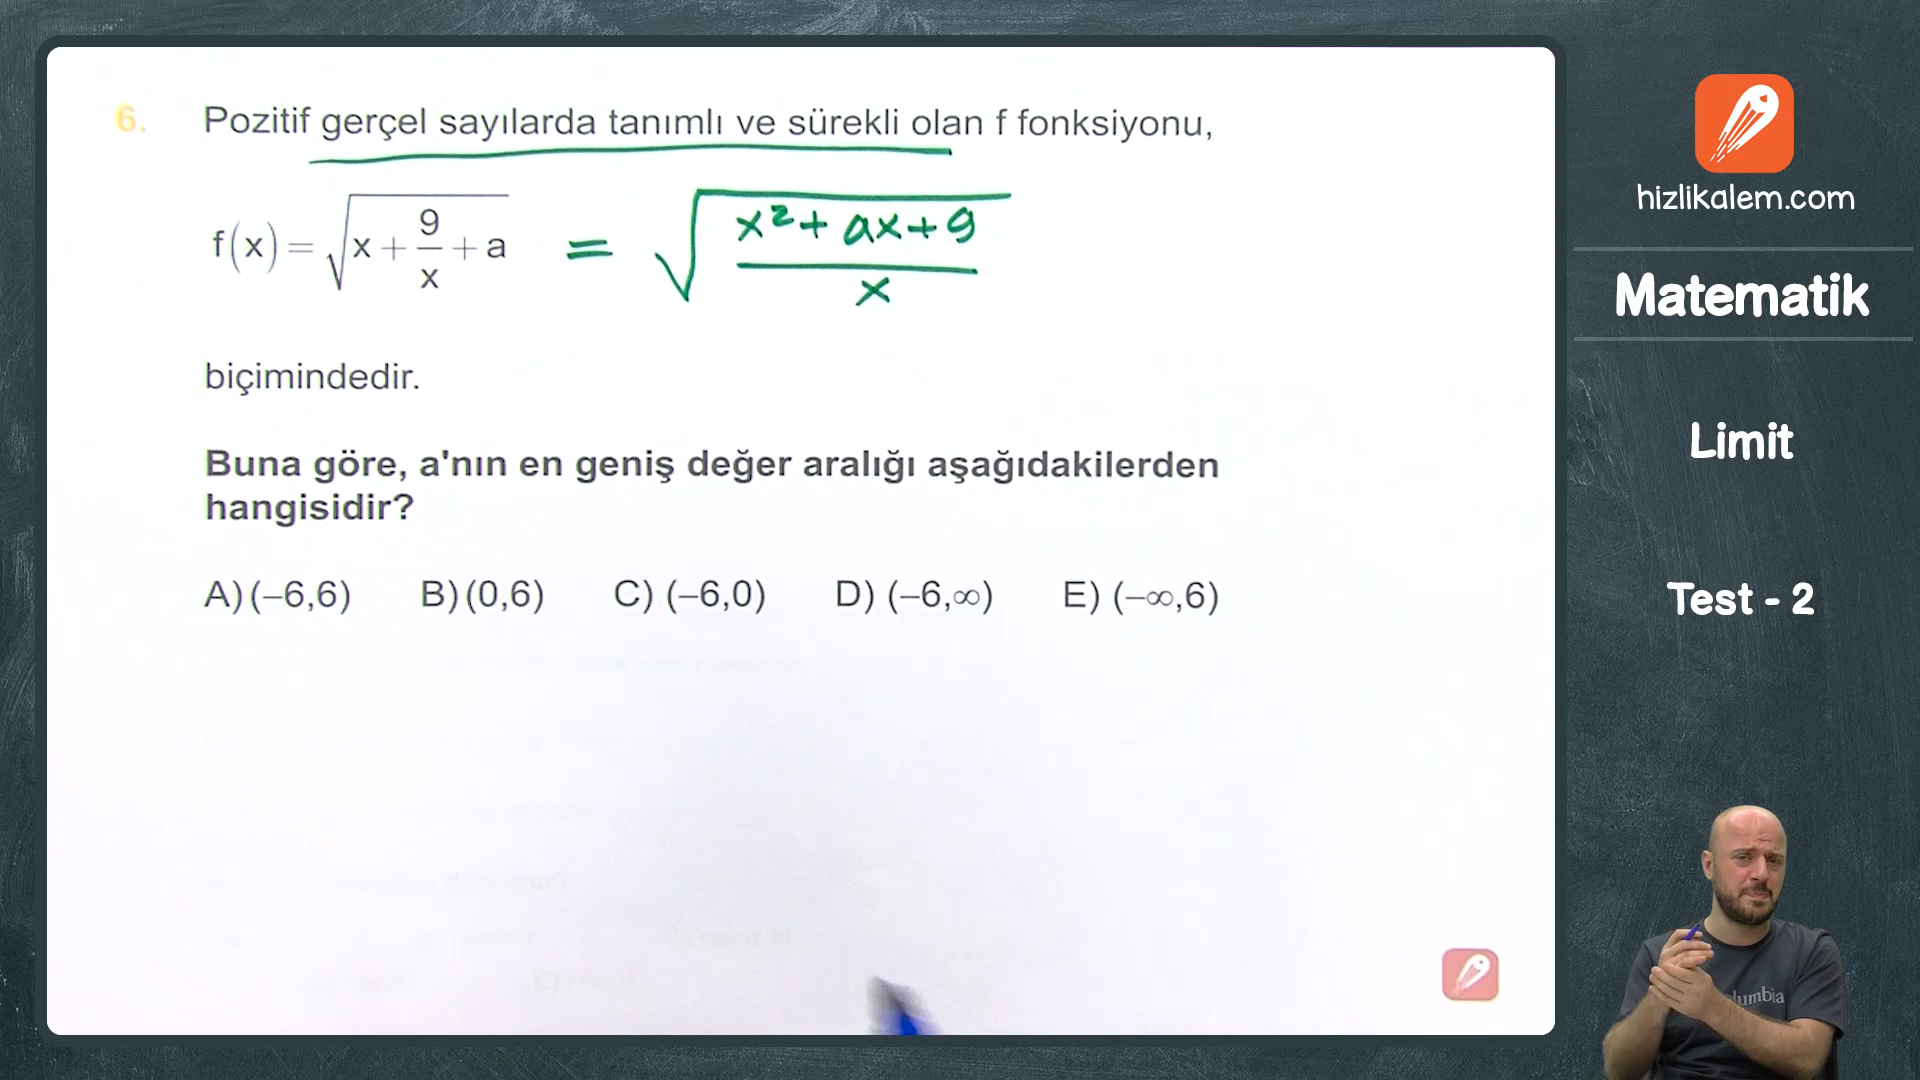 6. Pozitif gerçel sayılarda tanımlı ve sürekli olan f fonksiyonu,
f(x) = √(x + 9/x + a) = √((x² + ax + 9)/x)
biçimindedir.
Buna göre, a'nın en geniş değer aralığı aşağıdakilerden
hangisidir?
A) (–6,6) B) (0,6) C) (–6,0) D) (–6,∞) E) (–∞,6)
hizlikalem.com
Matematik
Limit
Test - 2
lumbia